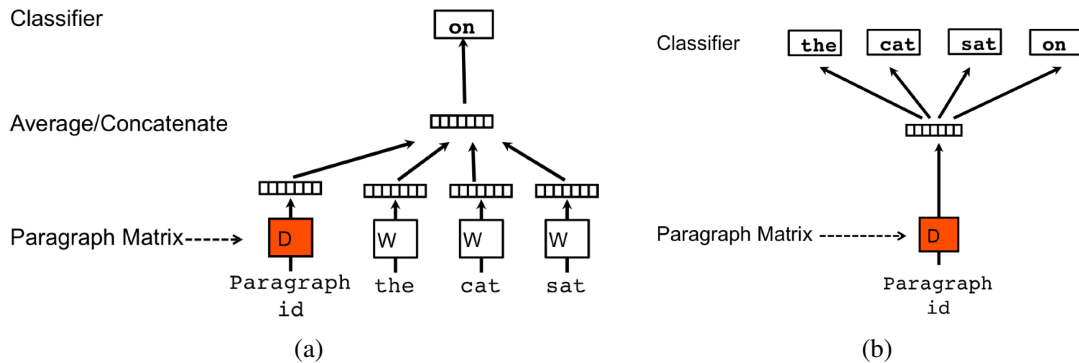 Classifier
on
Average/Concatenate
Paragraph Matrix
D
W
W
W
Paragraph
id
the
cat
sat
(a)
Classifier
the
cat
sat
on
Paragraph Matrix
D
Paragraph
id
(b)